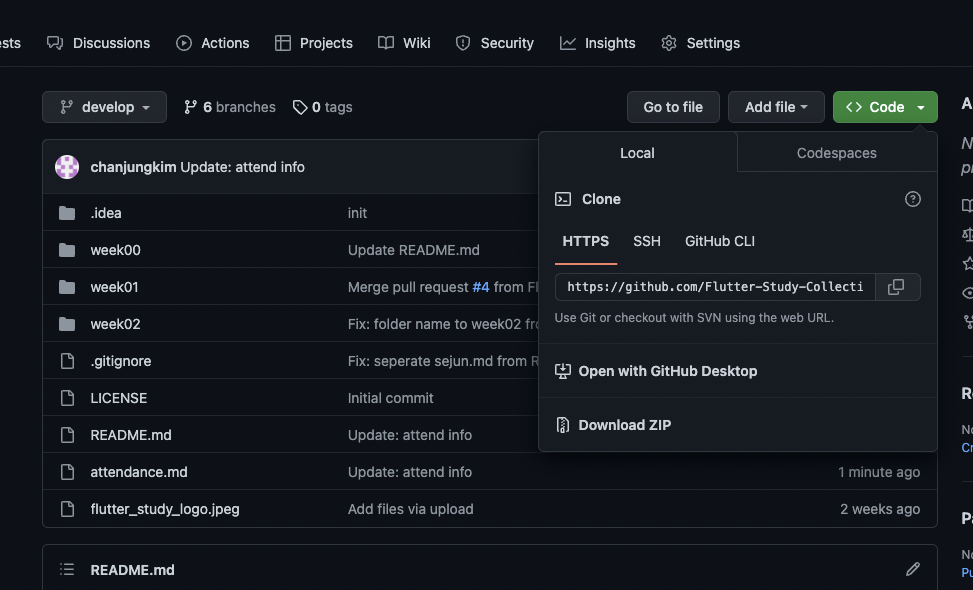 ests Discussions Actions Projects Wiki Security Insights Settings
develop 6 branches 0 tags Go to file Add file Code
chanjungkim Update: attend info
Local Codespaces
Clone
HTTPS SSH GitHub CLI
https://github.com/Flutter-Study-Collecti
Use Git or checkout with SVN using the web URL.
Open with GitHub Desktop
Download ZIP
.idea init
week00 Update README.md
week01 Merge pull request #4 from Fl
week02 Fix: folder name to week02 fro
.gitignore Fix: seperate sejun.md from R
LICENSE Initial commit
README.md Update: attend info
attendance.md Update: attend info 1 minute ago
flutter_study_logo.jpeg Add files via upload 2 weeks ago
README.md
A
N
pr
R
No
Cr
Pa
No
Pu